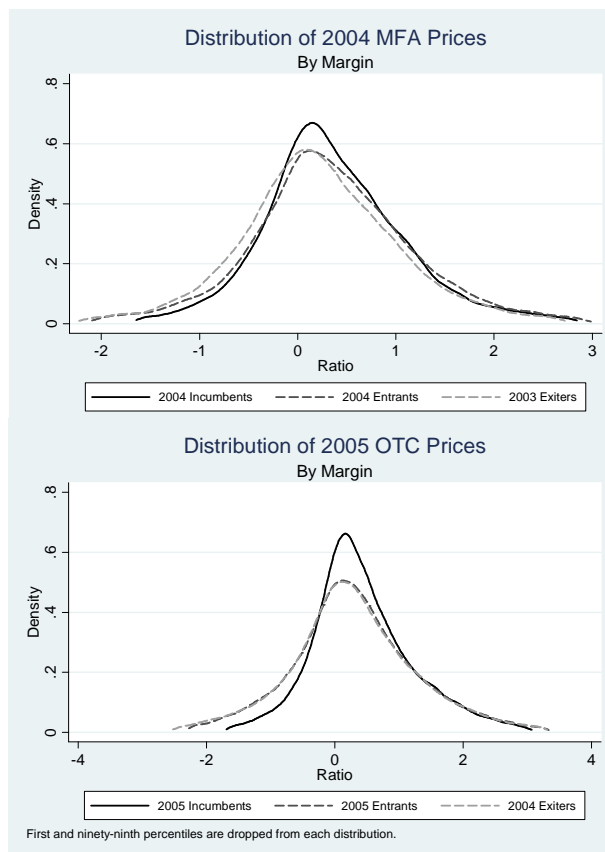 Distribution of 2004 MFA Prices
By Margin
Density
.8
.6
.4
.2
0
-2 -1 0 1 2 3
Ratio
2004 Incumbents 2004 Entrants 2003 Exiters
Distribution of 2005 OTC Prices
By Margin
Density
.8
.6
.4
.2
0
-4 -2 0 2 4
Ratio
2005 Incumbents 2005 Entrants 2004 Exiters
First and ninety-ninth percentiles are dropped from each distribution.